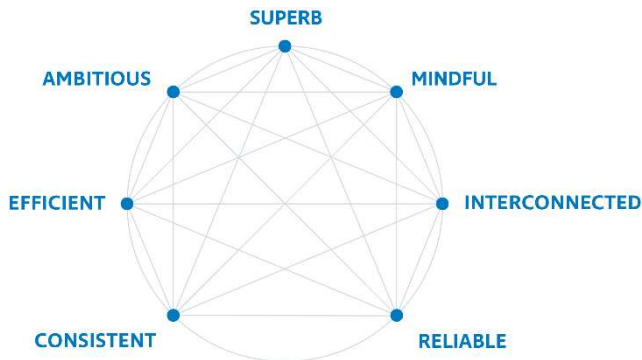 SUPERB
AMBITIOUS
MINDFUL
EFFICIENT
INTERCONNECTED
CONSISTENT
RELIABLE